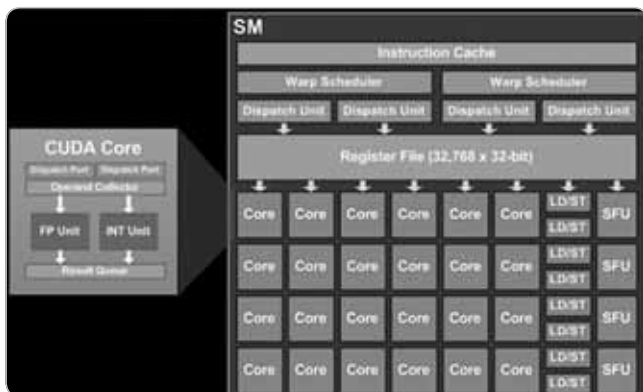 SM
Instruction Cache
Warp Scheduler Warp Scheduler
Dispatch Unit Dispatch Unit Dispatch Unit Dispatch Unit
Register File (32,768 x 32-bit)
CUDA Core
Dispatch Port Dispatch Port
Operand Collector
FP Unit INT Unit
Result Queue
Core Core Core Core Core Core LD/ST SFU
LD/ST
Core Core Core Core Core Core LD/ST SFU
LD/ST
Core Core Core Core Core Core LD/ST SFU
LD/ST
Core Core Core Core Core Core LD/ST SFU
LD/ST